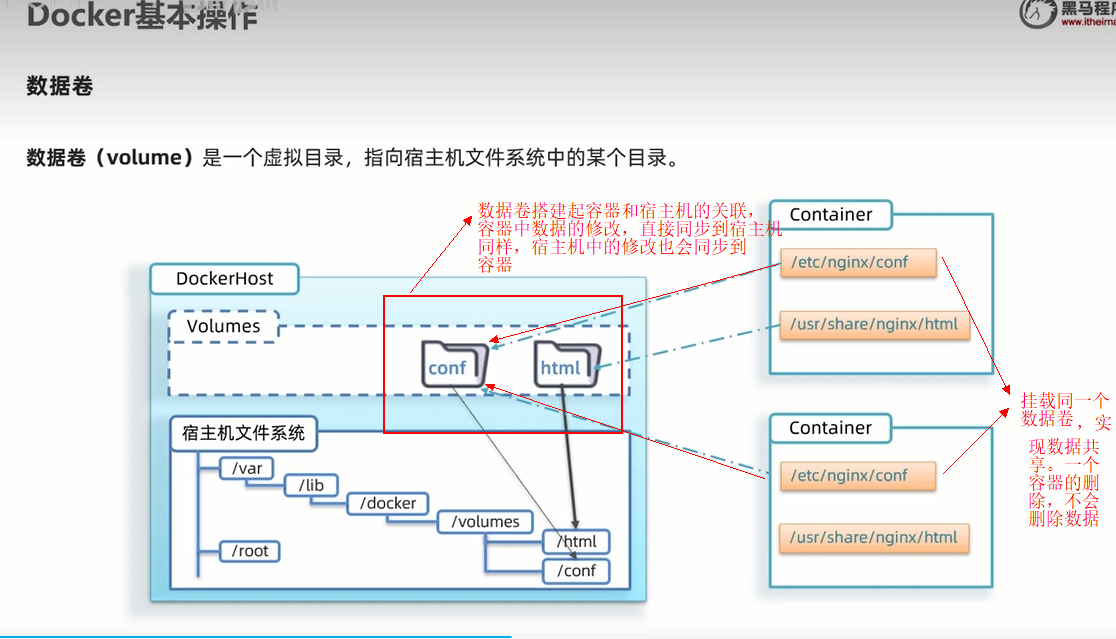 Docker基本操作
黑马程
www.itheima
数据卷
数据卷（volume）是一个虚拟目录，指向宿主机文件系统中的某个目录。
数据卷搭建起容器和宿主机的关联，
容器中数据的修改，直接同步到宿主机
同样，宿主机中的修改也会同步到
容器
Container
/etc/nginx/conf
/usr/share/nginx/html
DockerHost
Volumes
conf
html
宿主机文件系统
/var
/lib
/docker
/volumes
/html
/root
/conf
Container
/etc/nginx/conf
/usr/share/nginx/html
挂载同一个
数据卷，实
现数据共
享。一个
容器的删
除，不会
删除数据